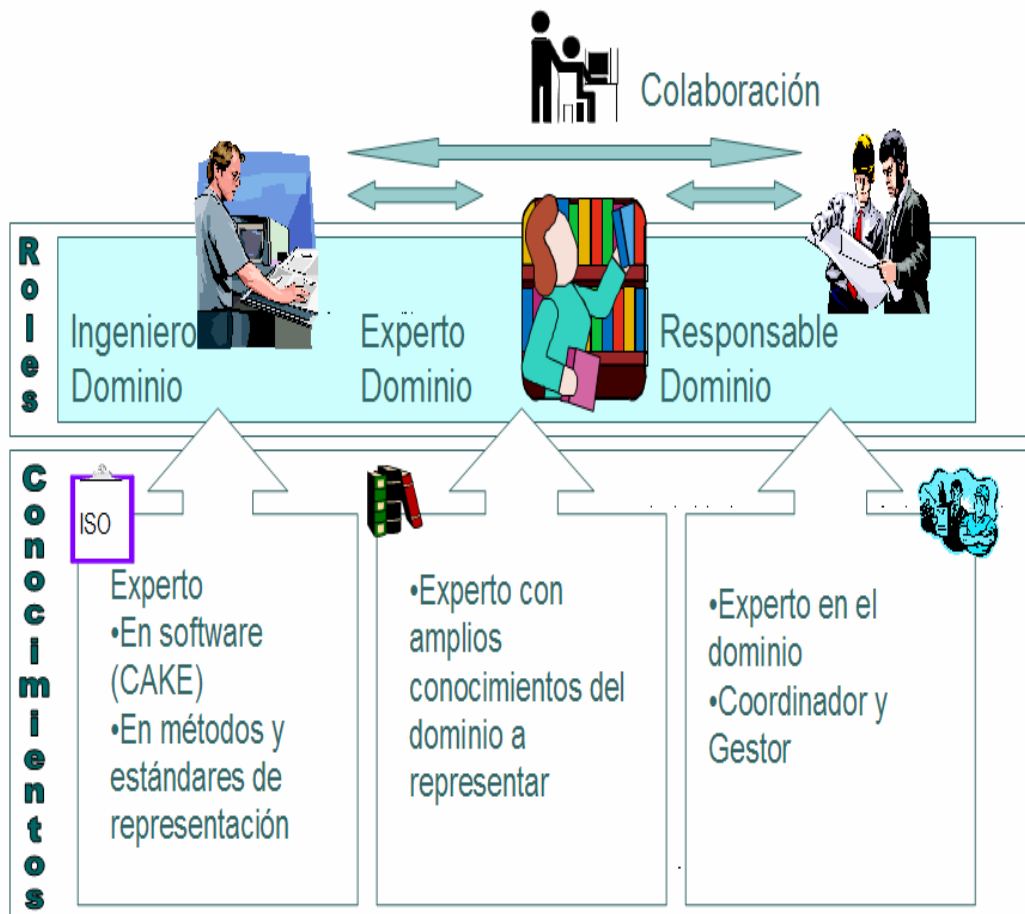 Colaboración
Roles
Ingeniero
Dominio
Experto
Dominio
Responsable
Dominio
Conocimientos
ISO
Experto
•En software
(CAKE)
•En métodos y
estándares de
representación
•Experto con
amplios
conocimientos del
dominio a
representar
•Experto en el
dominio
•Coordinador y
Gestor